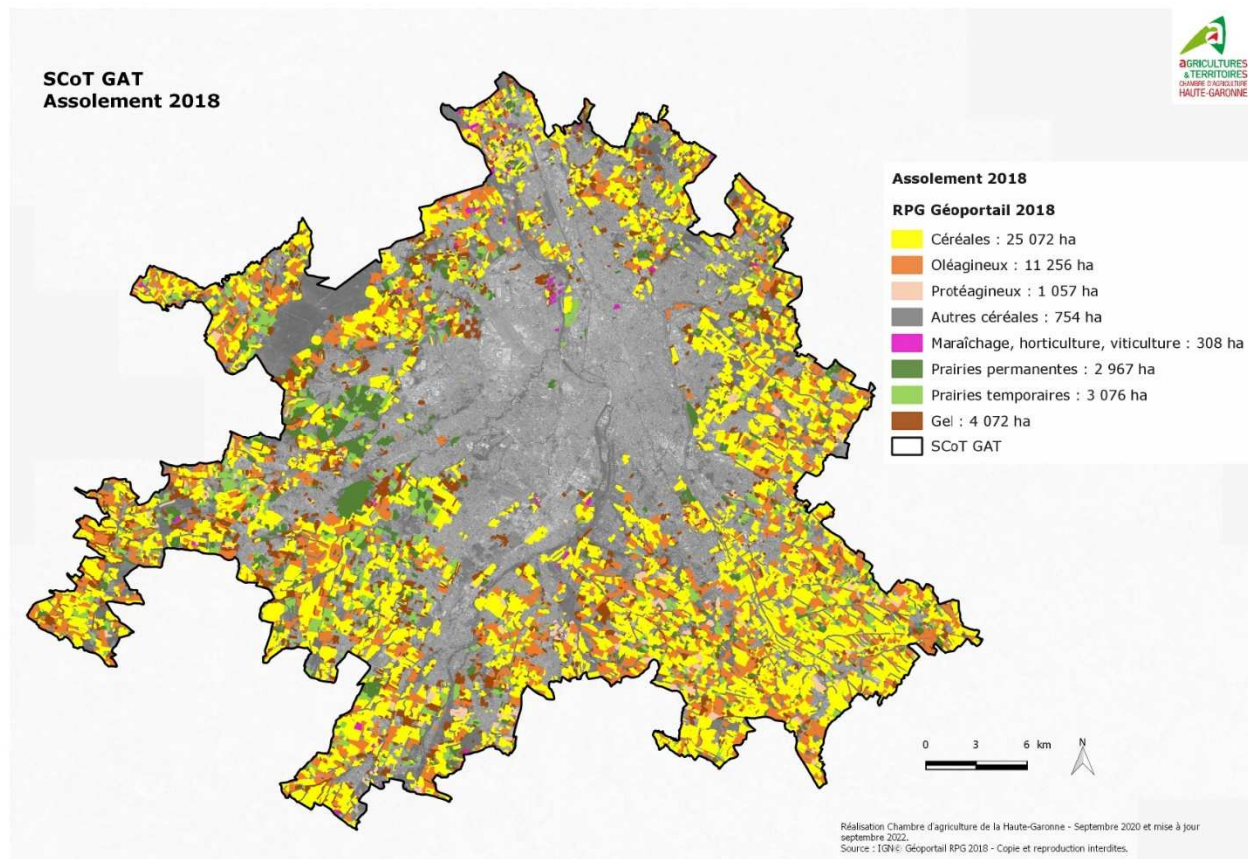 SCoT GAT
Assolement 2018
aGRICULTURES
& TERRITOIRES
CHAMBRE D'AGRICULTURE
HAUTE-GARONNE
Assolement 2018
RPG Géoportail 2018
Céréales : 25 072 ha
Oléagineux : 11 256 ha
Protéagineux : 1 057 ha
Autres céréales : 754 ha
Maraîchage, horticulture, viticulture : 308 ha
Prairies permanentes : 2 967 ha
Prairies temporaires : 3 076 ha
Gel : 4 072 ha
SCoT GAT
0 3 6 km
N
Réalisation Chambre d'agriculture de la Haute-Garonne - Septembre 2020 et mise à jour
septembre 2022.
Source : IGN© Géoportail RPG 2018 - Copie et reproduction interdites.